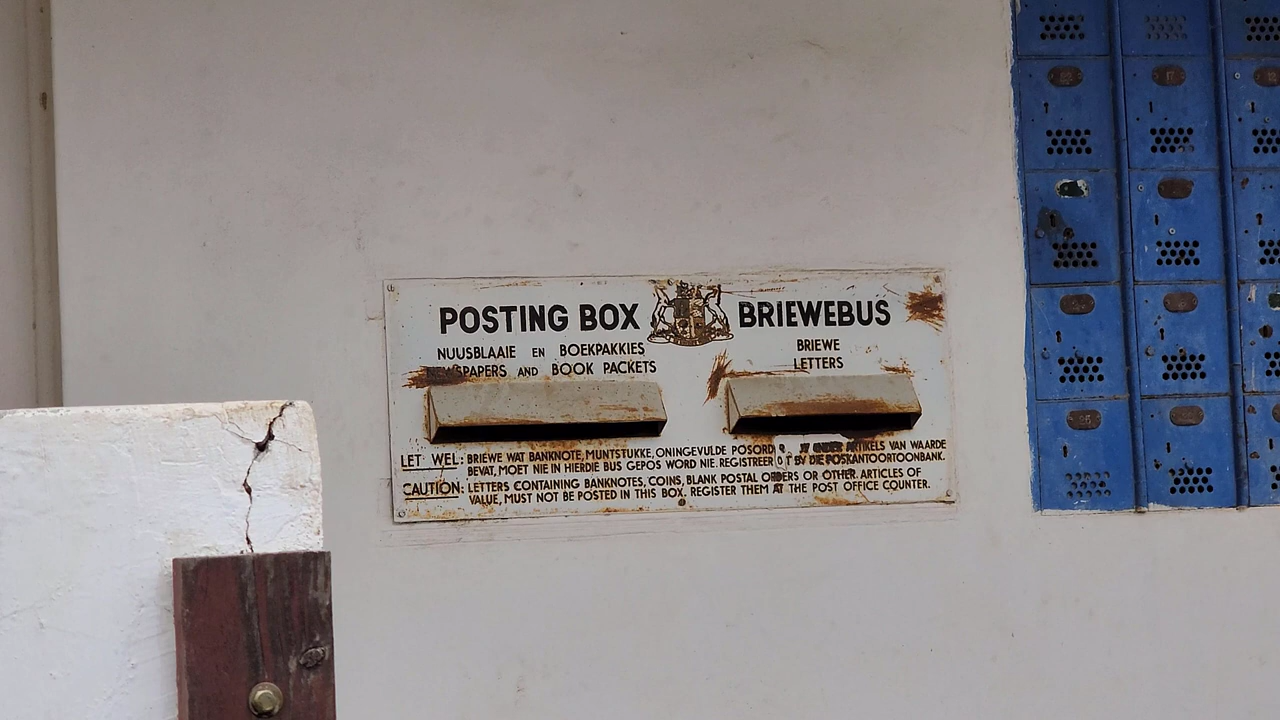 POSTING BOX BRIEWEBUS
NUUSBLAAIE EN BOEKPAKKIES
NEWSPAPERS AND BOOK PACKETS
BRIEWE
LETTERS
LET WEL: BRIEWE WAT BANKNOTE, MUNTSTUKKE, ONINGEVULDE POSORD ANDER ARTIKELS VAN WAARDE
BEVAT, MOET NIE IN HIERDIE BUS GEPOS WORD NIE. REGISTREER BY DIE POSKANTOORTOONBANK.
CAUTION: LETTERS CONTAINING BANKNOTES, COINS, BLANK POSTAL ORDERS OR OTHER ARTICLES OF
VALUE, MUST NOT BE POSTED IN THIS BOX. REGISTER THEM AT THE POST OFFICE COUNTER.
17